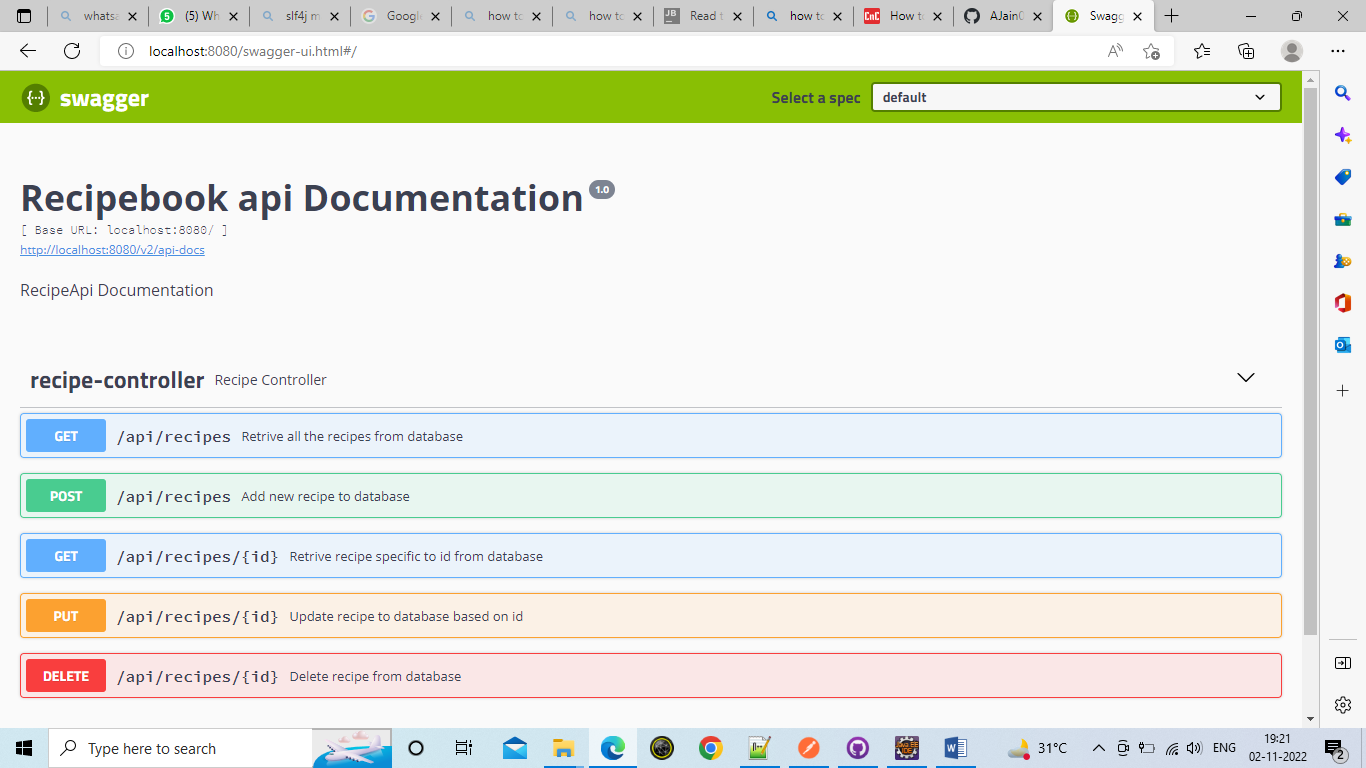 whatsa
(5) Wh
slf4j m
Google
how to
how to
Read t
how to
How to
AJain0
Swagg
localhost:8080/swagger-ui.html#/
swagger
Select a spec
default
Recipebook api Documentation 1.0
[ Base URL: localhost:8080/ ]
http://localhost:8080/v2/api-docs
RecipeApi Documentation
recipe-controller Recipe Controller
GET /api/recipes Retrive all the recipes from database
POST /api/recipes Add new recipe to database
GET /api/recipes/{id} Retrive recipe specific to id from database
PUT /api/recipes/{id} Update recipe to database based on id
DELETE /api/recipes/{id} Delete recipe from database
Type here to search
31°C
ENG
19:21
02-11-2022
2